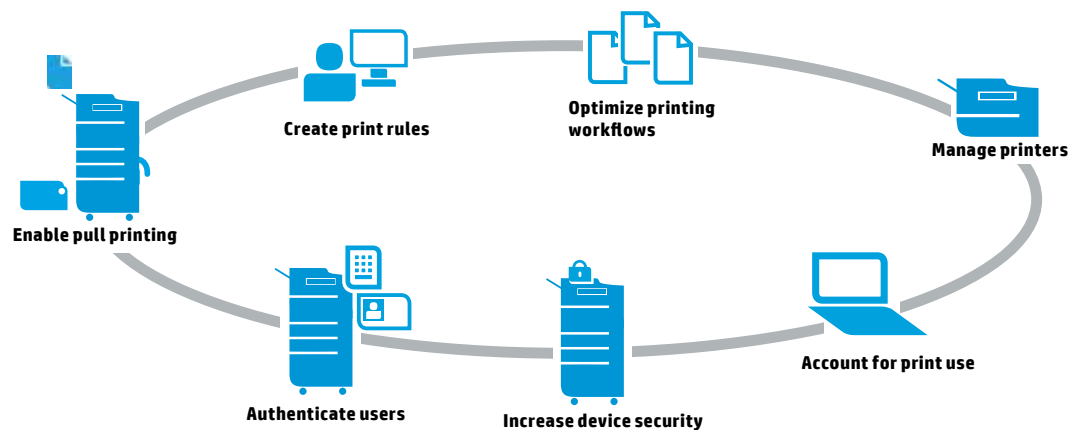 Create print rules
Optimize printing
workflows
Manage printers
Enable pull printing
Account for print use
Authenticate users
Increase device security